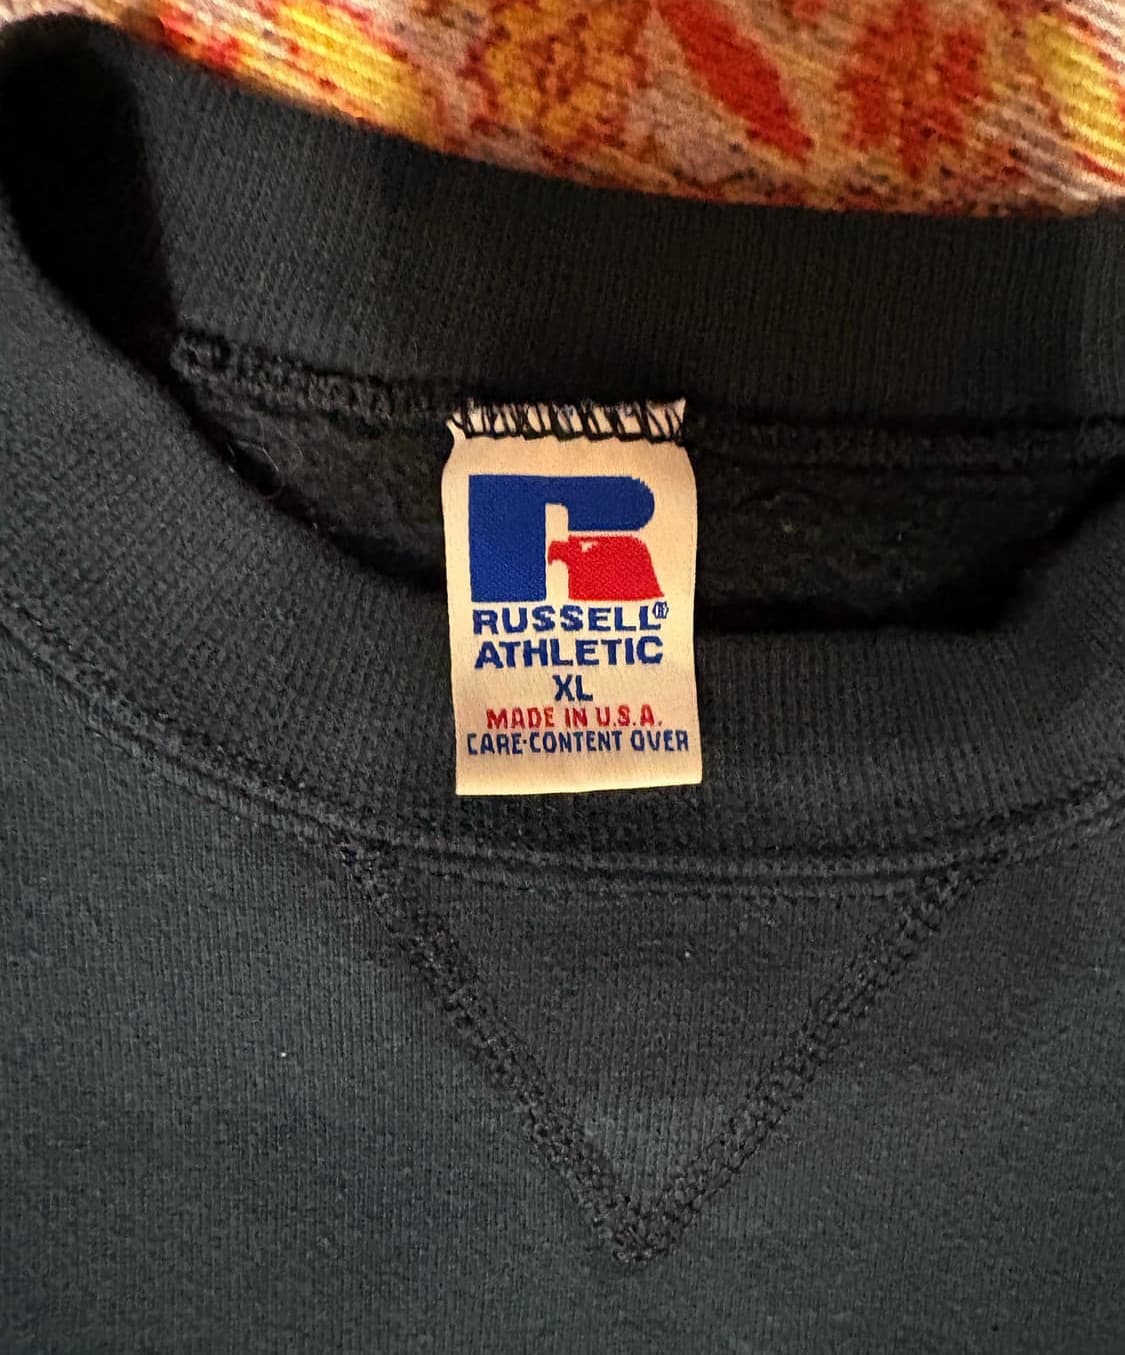 RUSSELL®
ATHLETIC
XL
MADE IN U.S.A.
CARE·CONTENT OVER